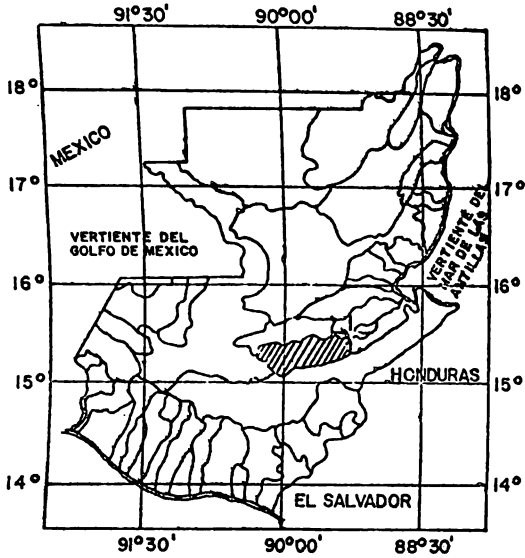 91°30' 90°00' 88°30'
18° 18°
MEXICO
17° 17°
VERTIENTE DEL
GOLFO DE MEXICO
VERTIENTE DEL
MAR DE LAS
ANTILLAS
16° 16°
HONDURAS
15° 15°
14° 14°
EL SALVADOR
91°30' 90°00' 88°30'